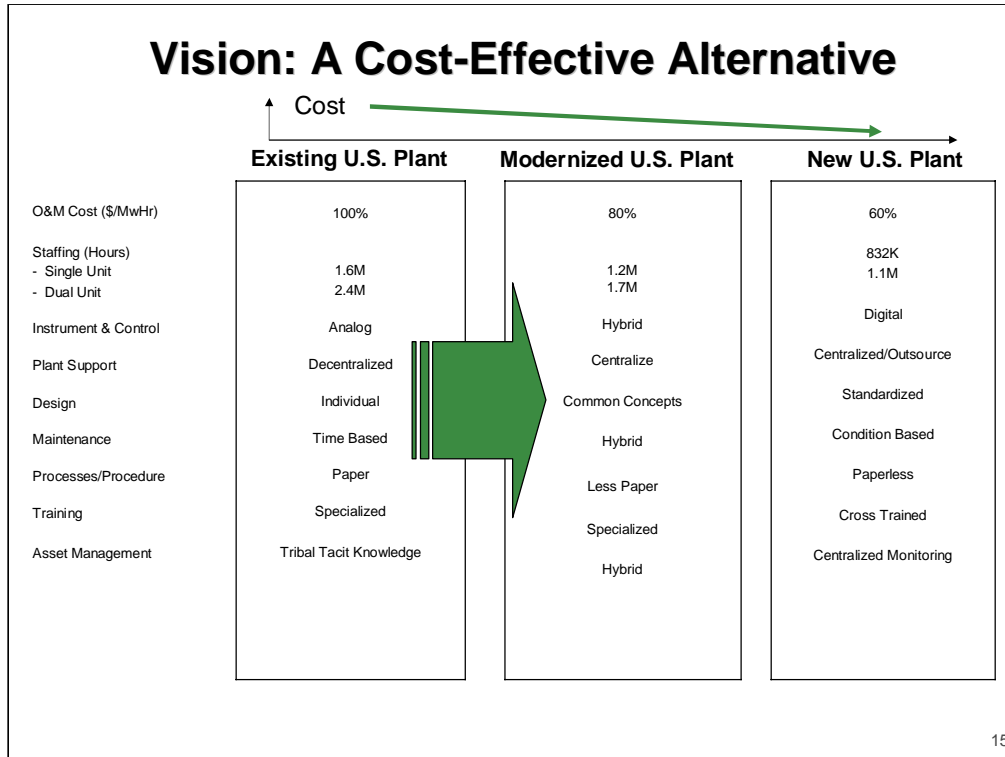 Vision: A Cost-Effective Alternative
Cost
Existing U.S. Plant
Modernized U.S. Plant
New U.S. Plant
O&M Cost ($/MwHr)
Staffing (Hours)
- Single Unit
- Dual Unit
Instrument & Control
Plant Support
Design
Maintenance
Processes/Procedure
Training
Asset Management
100%
1.6M
2.4M
Analog
Decentralized
Individual
Time Based
Paper
Specialized
Tribal Tacit Knowledge
80%
1.2M
1.7M
Hybrid
Centralize
Common Concepts
Hybrid
Less Paper
Specialized
Hybrid
60%
832K
1.1M
Digital
Centralized/Outsource
Standardized
Condition Based
Paperless
Cross Trained
Centralized Monitoring
15